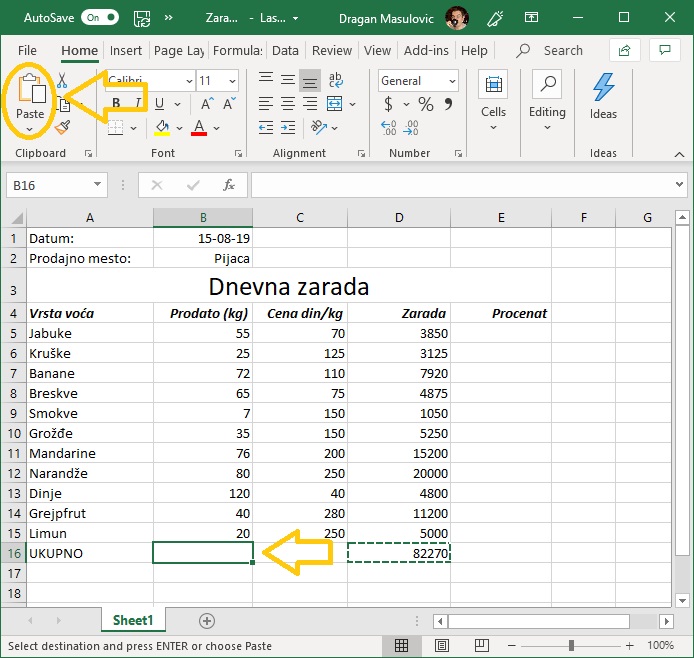 AutoSave On » Zara... - Las... Dragan Masulovic
File Home Insert Page Lay Formula: Data Review View Add-ins Help Search
Paste Calibri 11 ab c General Cells Editing Ideas
B I U A A $ % 9
A .00 .00 .0
Clipboard Font Alignment Number Ideas
B16 fx
A B C D E F G
1 Datum: 15-08-19
2 Prodajno mesto: Pijaca
3 Dnevna zarada
4 Vrsta voća Prodato (kg) Cena din/kg Zarada Procenat
5 Jabuke 55 70 3850
6 Kruške 25 125 3125
7 Banane 72 110 7920
8 Breskve 65 75 4875
9 Smokve 7 150 1050
10 Grožđe 35 150 5250
11 Mandarine 76 200 15200
12 Narandže 80 250 20000
13 Dinje 120 40 4800
14 Grejpfrut 40 280 11200
15 Limun 20 250 5000
16 UKUPNO 82270
17
18
Sheet1
Select destination and press ENTER or choose Paste 100%